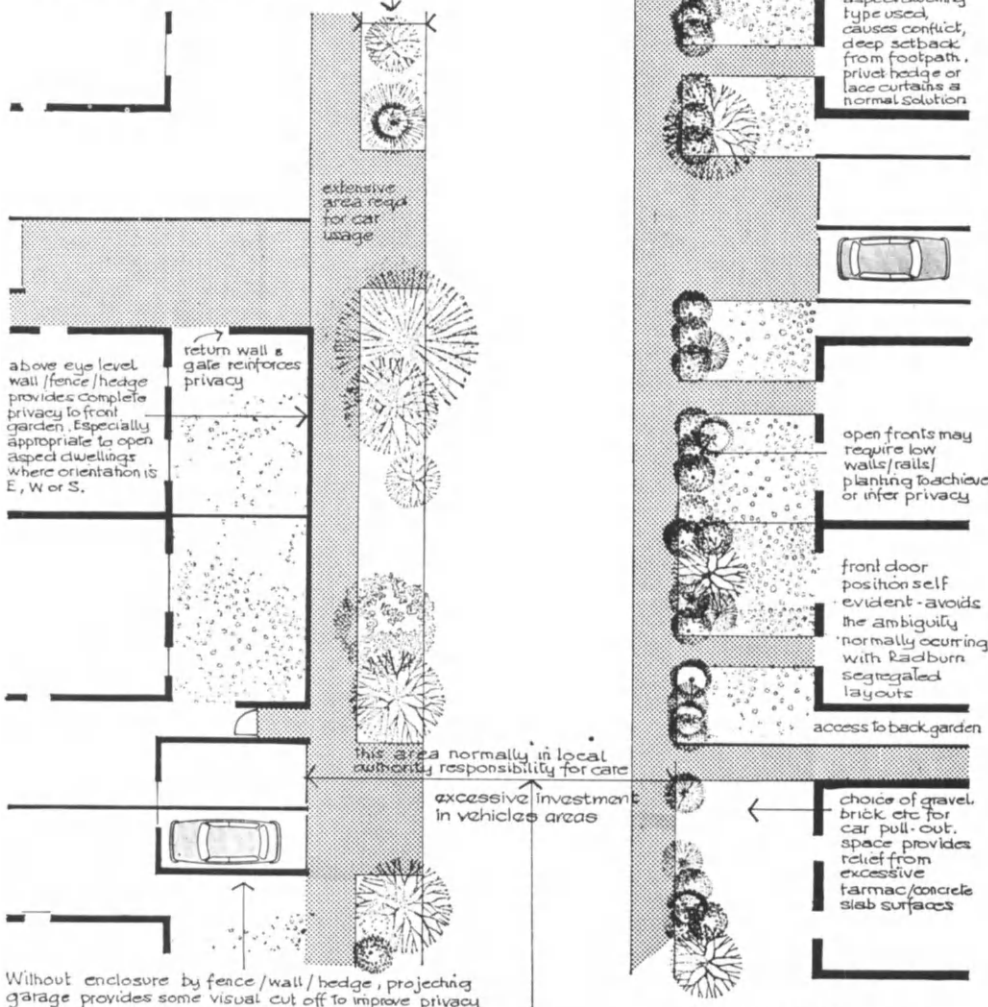 type used,
causes conflict,
deep setback
from footpath.
privet hedge or
lace curtains a
normal solution
extensive
area reqd
for car
usage
return wall &
gate reinforces
privacy
above eye level
wall/fence/hedge
provides complete
privacy to front
garden. Especially
appropriate to open
aspect dwellings
where orientation is
E, W or S.
open fronts may
require low
walls/rails/
planting to achieve
or infer privacy
front door
position self
evident - avoids
the ambiguity
normally ocurring
with Radburn
segregated
layouts
access to back garden
this area normally in local
authority responsibility for care
excessive investment
in vehicles areas
choice of gravel,
brick etc for
car pull-out.
space provides
relief from
excessive
tarmac/concrete
slab surfaces
Without enclosure by fence/wall/hedge, projecting
garage provides some visual cut off to improve privacy